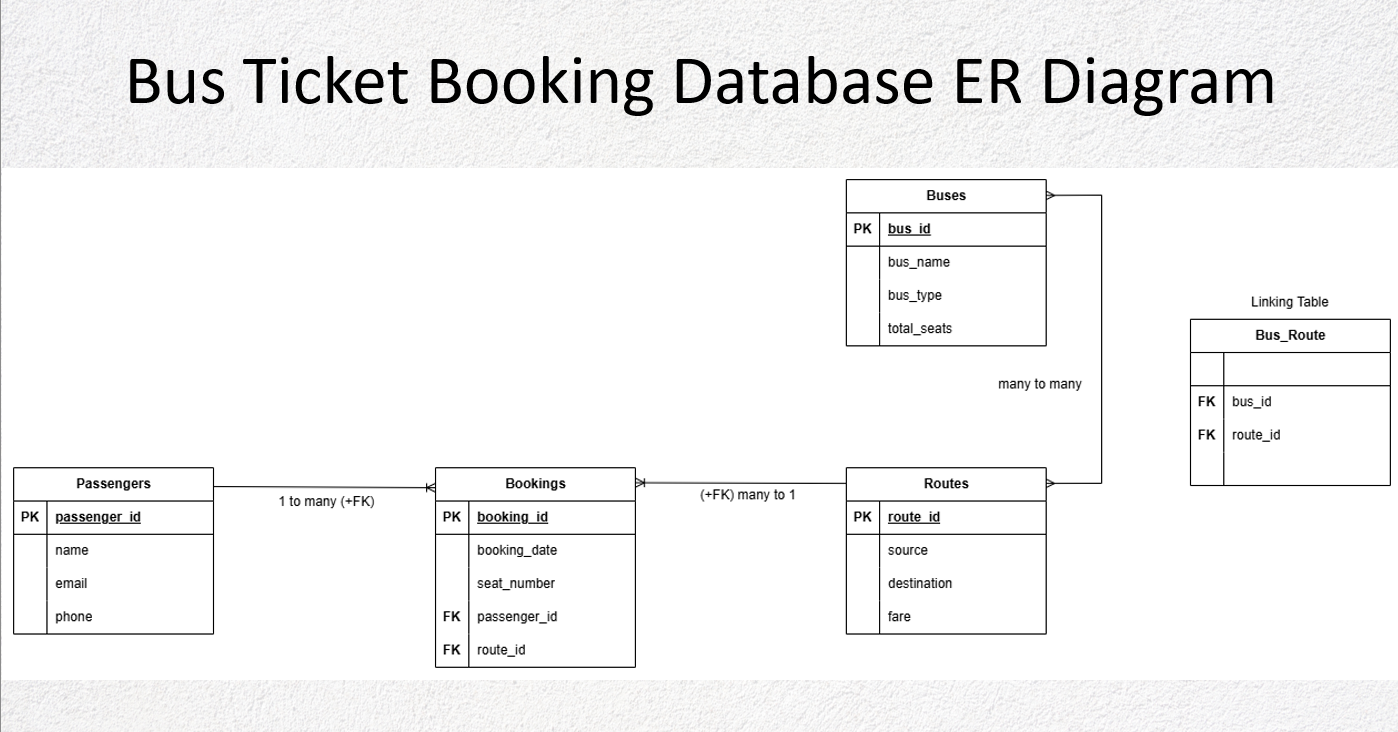 Bus Ticket Booking Database ER Diagram
Buses
PK bus_id
bus_name
bus_type
total_seats
many to many
Linking Table
Bus_Route
FK bus_id
FK route_id
Passengers
PK passenger_id
name
email
phone
1 to many (+FK)
Bookings
PK booking_id
booking_date
seat_number
FK passenger_id
FK route_id
(+FK) many to 1
Routes
PK route_id
source
destination
fare